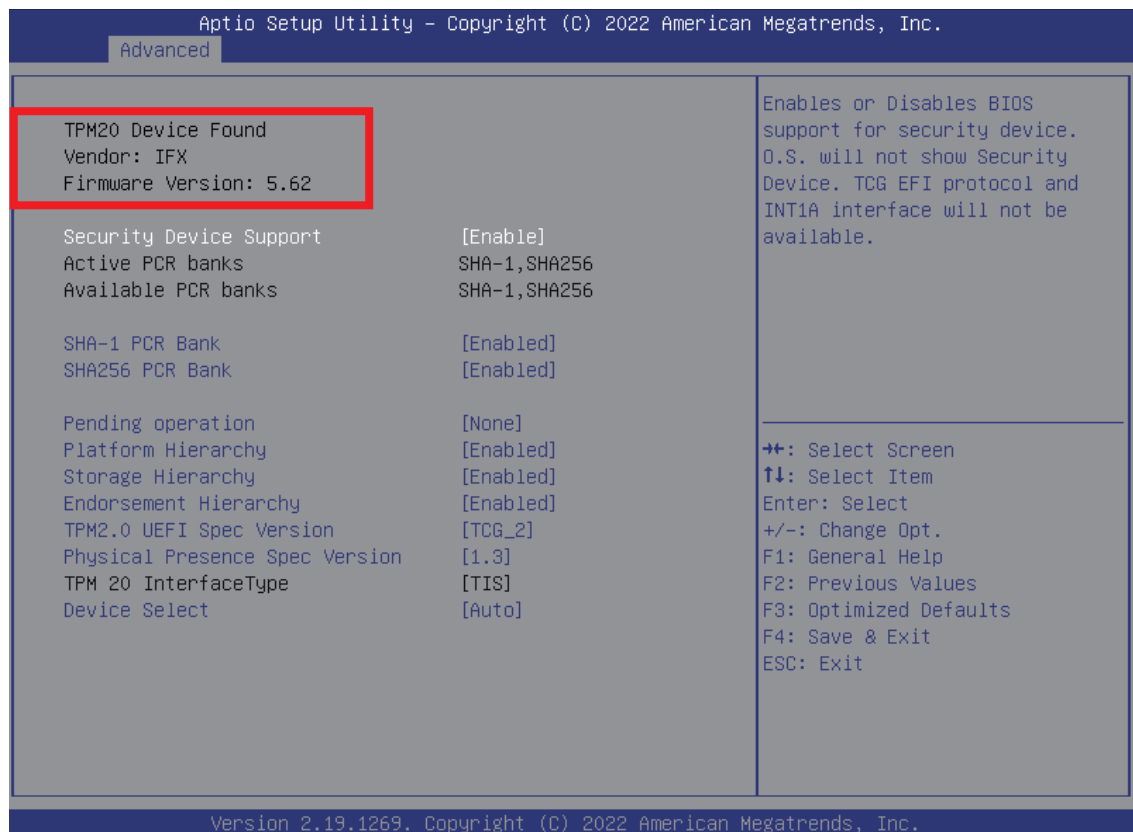 Aptio Setup Utility – Copyright (C) 2022 American Megatrends, Inc.
Advanced
TPM20 Device Found
Vendor: IFX
Firmware Version: 5.62
Security Device Support [Enable]
Active PCR banks SHA-1,SHA256
Available PCR banks SHA-1,SHA256
SHA-1 PCR Bank [Enabled]
SHA256 PCR Bank [Enabled]
Pending operation [None]
Platform Hierarchy [Enabled]
Storage Hierarchy [Enabled]
Endorsement Hierarchy [Enabled]
TPM2.0 UEFI Spec Version [TCG_2]
Physical Presence Spec Version [1.3]
TPM 20 InterfaceType [TIS]
Device Select [Auto]
Enables or Disables BIOS
support for security device.
O.S. will not show Security
Device. TCG EFI protocol and
INT1A interface will not be
available.
→←: Select Screen
↑↓: Select Item
Enter: Select
+/-: Change Opt.
F1: General Help
F2: Previous Values
F3: Optimized Defaults
F4: Save & Exit
ESC: Exit
Version 2.19.1269. Copyright (C) 2022 American Megatrends, Inc.